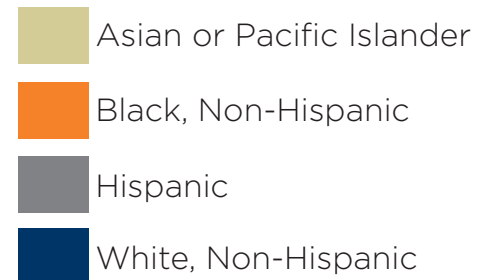 Asian or Pacific Islander
Black, Non-Hispanic
Hispanic
White, Non-Hispanic